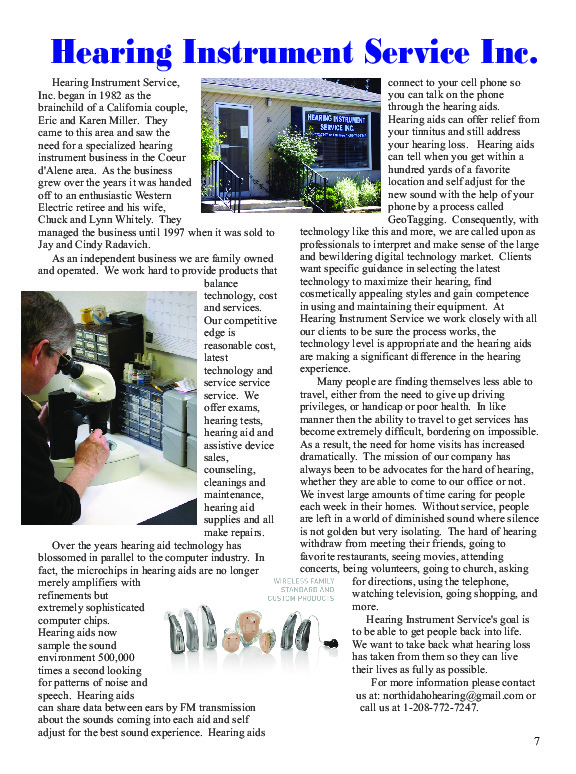 Hearing Instrument Service Inc.
Hearing Instrument Service,
Inc. began in 1982 as the
brainchild of a California couple,
Eric and Karen Miller. They
came to this area and saw the
need for a specialized hearing
instrument business in the Coeur
d'Alene area. As the business
grew over the years it was handed
off to an enthusiastic Western
Electric retiree and his wife,
Chuck and Lynn Whitely. They
managed the business until 1997 when it was sold to
Jay and Cindy Radavich.
As an independent business we are family owned
and operated. We work hard to provide products that
balance
technology, cost
and services.
Our competitive
edge is
reasonable cost,
latest
technology and
service service
service. We
offer exams,
hearing tests,
hearing aid and
assistive device
sales,
counseling,
cleanings and
maintenance,
hearing aid
supplies and all
make repairs.
Over the years hearing aid technology has
blossomed in parallel to the computer industry. In
fact, the microchips in hearing aids are no longer
merely amplifiers with
refinements but
extremely sophisticated
computer chips.
Hearing aids now
sample the sound
environment 500,000
times a second looking
for patterns of noise and
speech. Hearing aids
can share data between ears by FM transmission
about the sounds coming into each aid and self
adjust for the best sound experience. Hearing aids
HEARING INSTRUMENT
SERVICE INC.
WIRELESS FAMILY
STANDARD AND
CUSTOM PRODUCTS
connect to your cell phone so
you can talk on the phone
through the hearing aids.
Hearing aids can offer relief from
your tinnitus and still address
your hearing loss. Hearing aids
can tell when you get within a
hundred yards of a favorite
location and self adjust for the
new sound with the help of your
phone by a process called
GeoTagging. Consequently, with
technology like this and more, we are called upon as
professionals to interpret and make sense of the large
and bewildering digital technology market. Clients
want specific guidance in selecting the latest
technology to maximize their hearing, find
cosmetically appealing styles and gain competence
in using and maintaining their equipment. At
Hearing Instrument Service we work closely with all
our clients to be sure the process works, the
technology level is appropriate and the hearing aids
are making a significant difference in the hearing
experience.
Many people are finding themselves less able to
travel, either from the need to give up driving
privileges, or handicap or poor health. In like
manner then the ability to travel to get services has
become extremely difficult, bordering on impossible.
As a result, the need for home visits has increased
dramatically. The mission of our company has
always been to be advocates for the hard of hearing,
whether they are able to come to our office or not.
We invest large amounts of time caring for people
each week in their homes. Without service, people
are left in a world of diminished sound where silence
is not golden but very isolating. The hard of hearing
withdraw from meeting their friends, going to
favorite restaurants, seeing movies, attending
concerts, being volunteers, going to church, asking
for directions, using the telephone,
watching television, going shopping, and
more.
Hearing Instrument Service's goal is
to be able to get people back into life.
We want to take back what hearing loss
has taken from them so they can live
their lives as fully as possible.
For more information please contact
us at: northidahohearing@gmail.com or
call us at 1-208-772-7247.
7